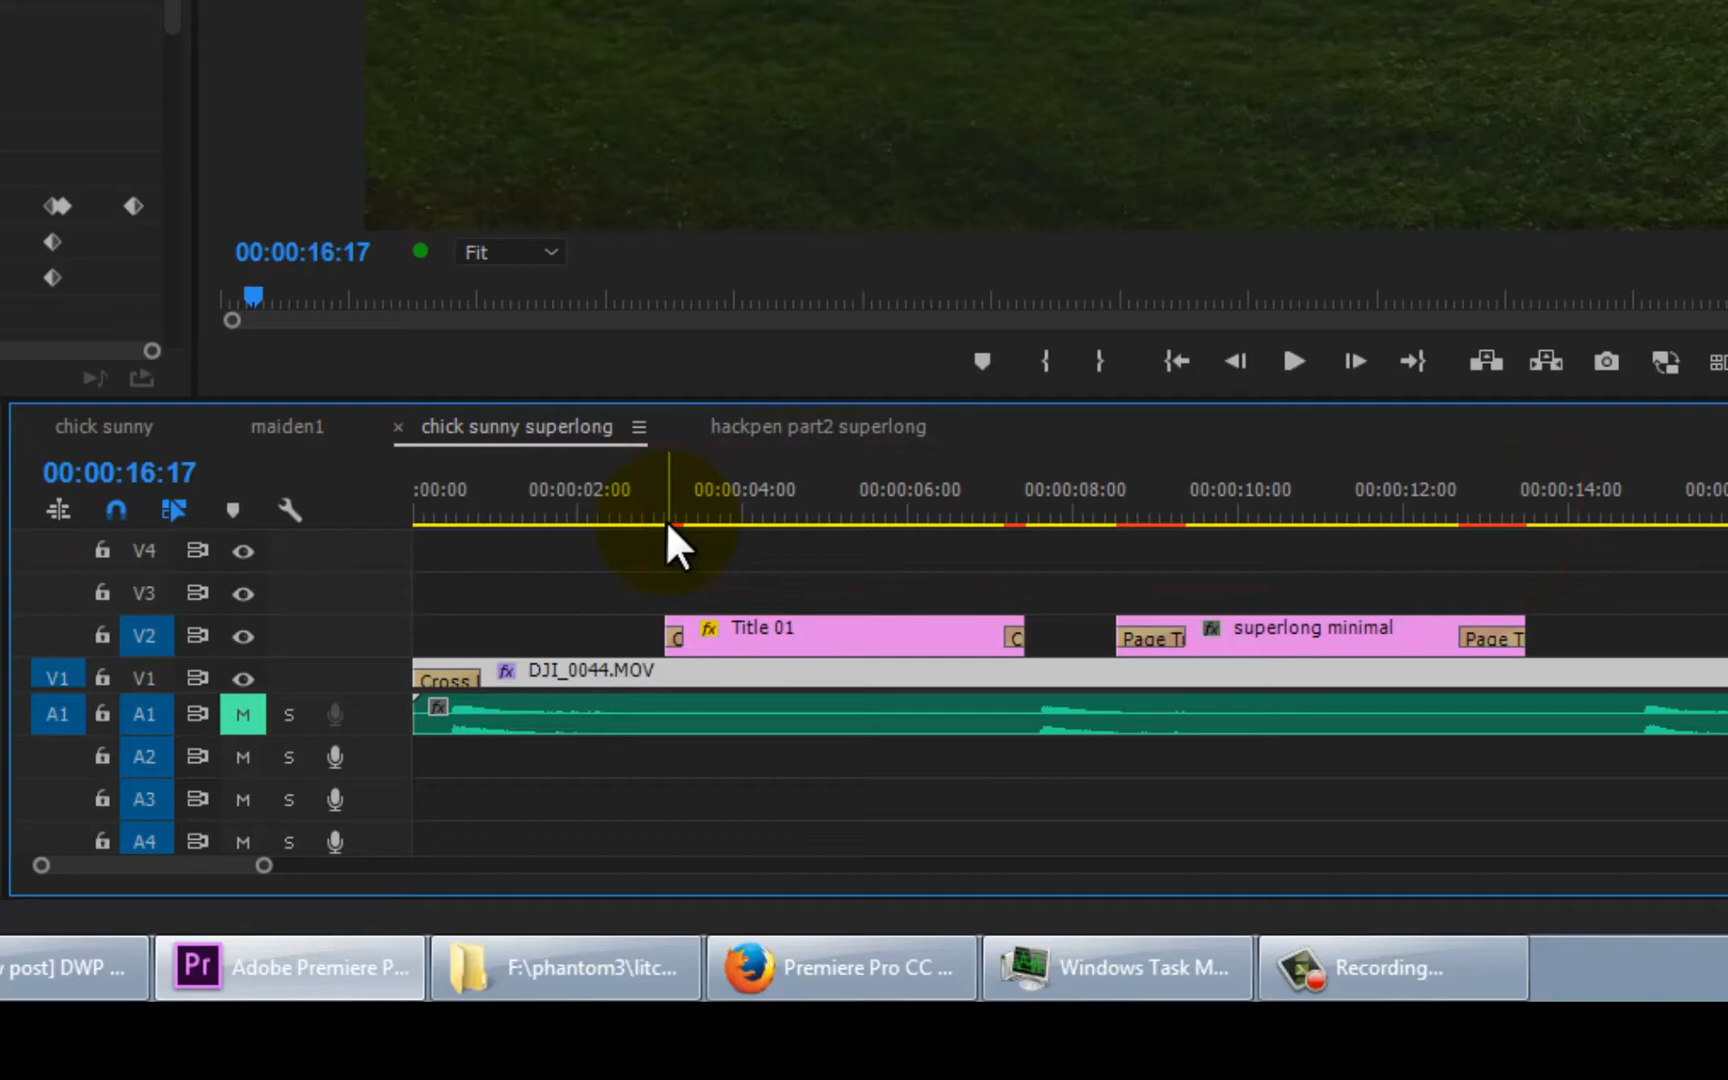 00:00:16:17
Fit
chick sunny
maiden1
× chick sunny superlong
hackpen part2 superlong
00:00:16:17
:00:00
00:00:02:00
00:00:04:00
00:00:06:00
00:00:08:00
00:00:10:00
00:00:12:00
00:00:14:00
00:00
V4
V3
V2
C
fx Title 01
C
Page T
fx superlong minimal
Page T
V1
V1
Cross
fx DJI_0044.MOV
A1
A1
M
S
fx
A2
M
S
A3
M
S
A4
M
S
v post] DWP ...
Pr Adobe Premiere P...
F:\phantom3\litc...
Premiere Pro CC ...
Windows Task M...
Recording...